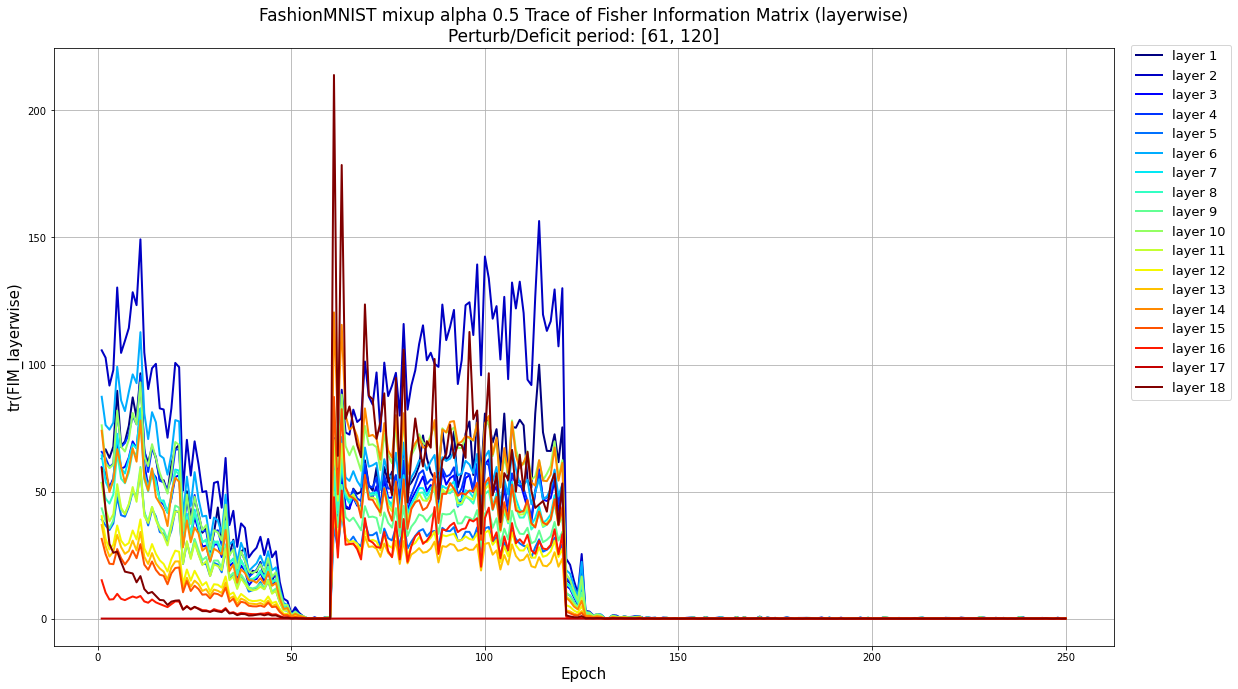 FashionMNIST mixup alpha 0.5 Trace of Fisher Information Matrix (layerwise)
Perturb/Deficit period: [61, 120]
tr(FIM_layerwise)
200
150
100
50
0
0
50
100
150
200
250
Epoch
layer 1
layer 2
layer 3
layer 4
layer 5
layer 6
layer 7
layer 8
layer 9
layer 10
layer 11
layer 12
layer 13
layer 14
layer 15
layer 16
layer 17
layer 18